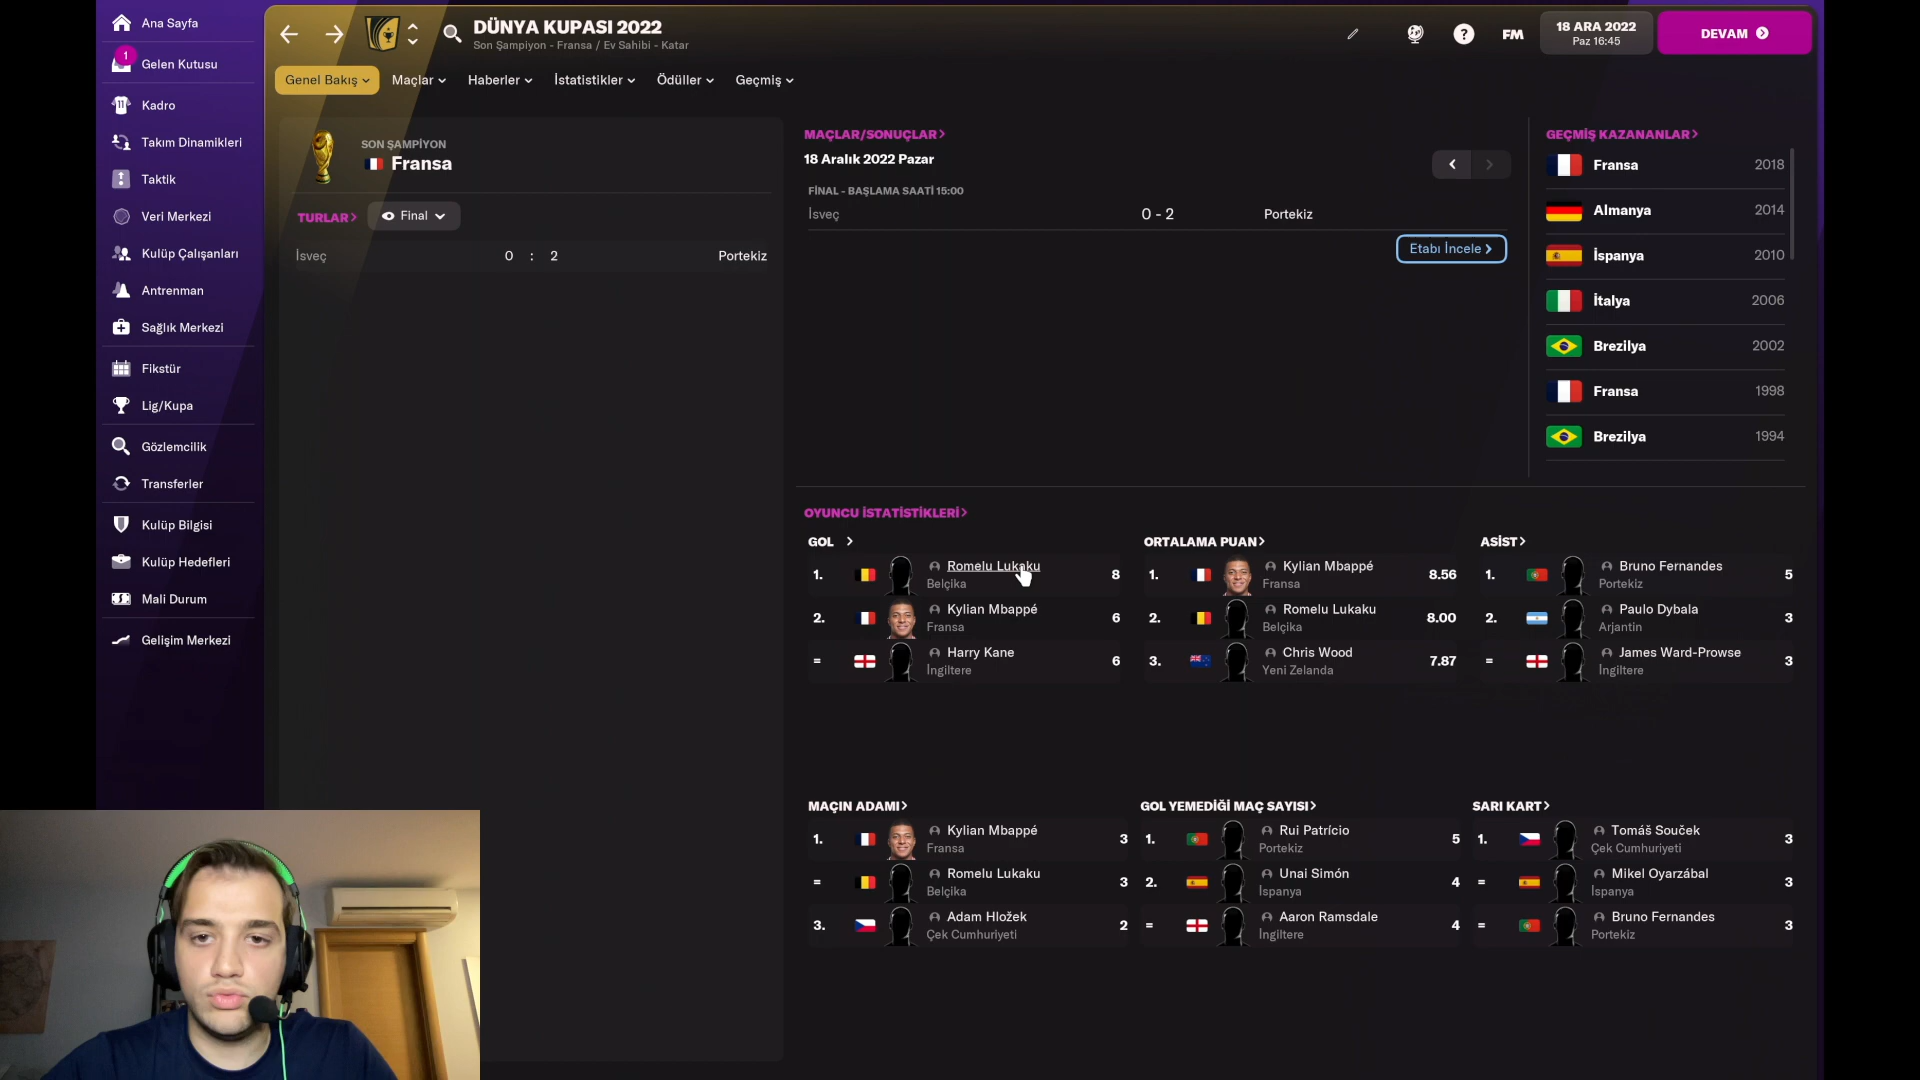 Ana Sayfa
1
Gelen Kutusu
Kadro
Takım Dinamikleri
Taktik
Veri Merkezi
Kulüp Çalışanları
Antrenman
Sağlık Merkezi
Fikstür
Lig/Kupa
Gözlemcilik
Transferler
Kulüp Bilgisi
Kulüp Hedefleri
Mali Durum
Gelişim Merkezi
DÜNYA KUPASI 2022
Son Şampiyon - Fransa / Ev Sahibi - Katar
FM
18 ARA 2022
Paz 16:45
DEVAM
Genel Bakış
Maçlar
Haberler
İstatistikler
Ödüller
Geçmiş
SON ŞAMPİYON
Fransa
TURLAR>
Final
İsveç 0 : 2 Portekiz
MAÇLAR/SONUÇLAR>
18 Aralık 2022 Pazar
FİNAL - BAŞLAMA SAATİ 15:00
İsveç 0 - 2 Portekiz
Etabı İncele >
GEÇMİŞ KAZANANLAR>
Fransa 2018
Almanya 2014
İspanya 2010
İtalya 2006
Brezilya 2002
Fransa 1998
Brezilya 1994
OYUNCU İSTATİSTİKLERİ>
GOL >
1. Romelu Lukaku 8
Belçika
2. Kylian Mbappé 6
Fransa
= Harry Kane 6
İngiltere
ORTALAMA PUAN>
1. Kylian Mbappé 8.56
Fransa
2. Romelu Lukaku 8.00
Belçika
3. Chris Wood 7.87
Yeni Zelanda
ASİST>
1. Bruno Fernandes 5
Portekiz
2. Paulo Dybala 3
Arjantin
= James Ward-Prowse 3
İngiltere
MAÇIN ADAMI>
1. Kylian Mbappé 3
Fransa
= Romelu Lukaku 3
Belçika
3. Adam Hložek 2
Çek Cumhuriyeti
GOL YEMEDİĞİ MAÇ SAYISI>
1. Rui Patrício 5
Portekiz
2. Unai Simón 4
İspanya
= Aaron Ramsdale 4
İngiltere
SARI KART>
1. Tomáš Souček 3
Çek Cumhuriyeti
= Mikel Oyarzábal 3
İspanya
= Bruno Fernandes 3
Portekiz